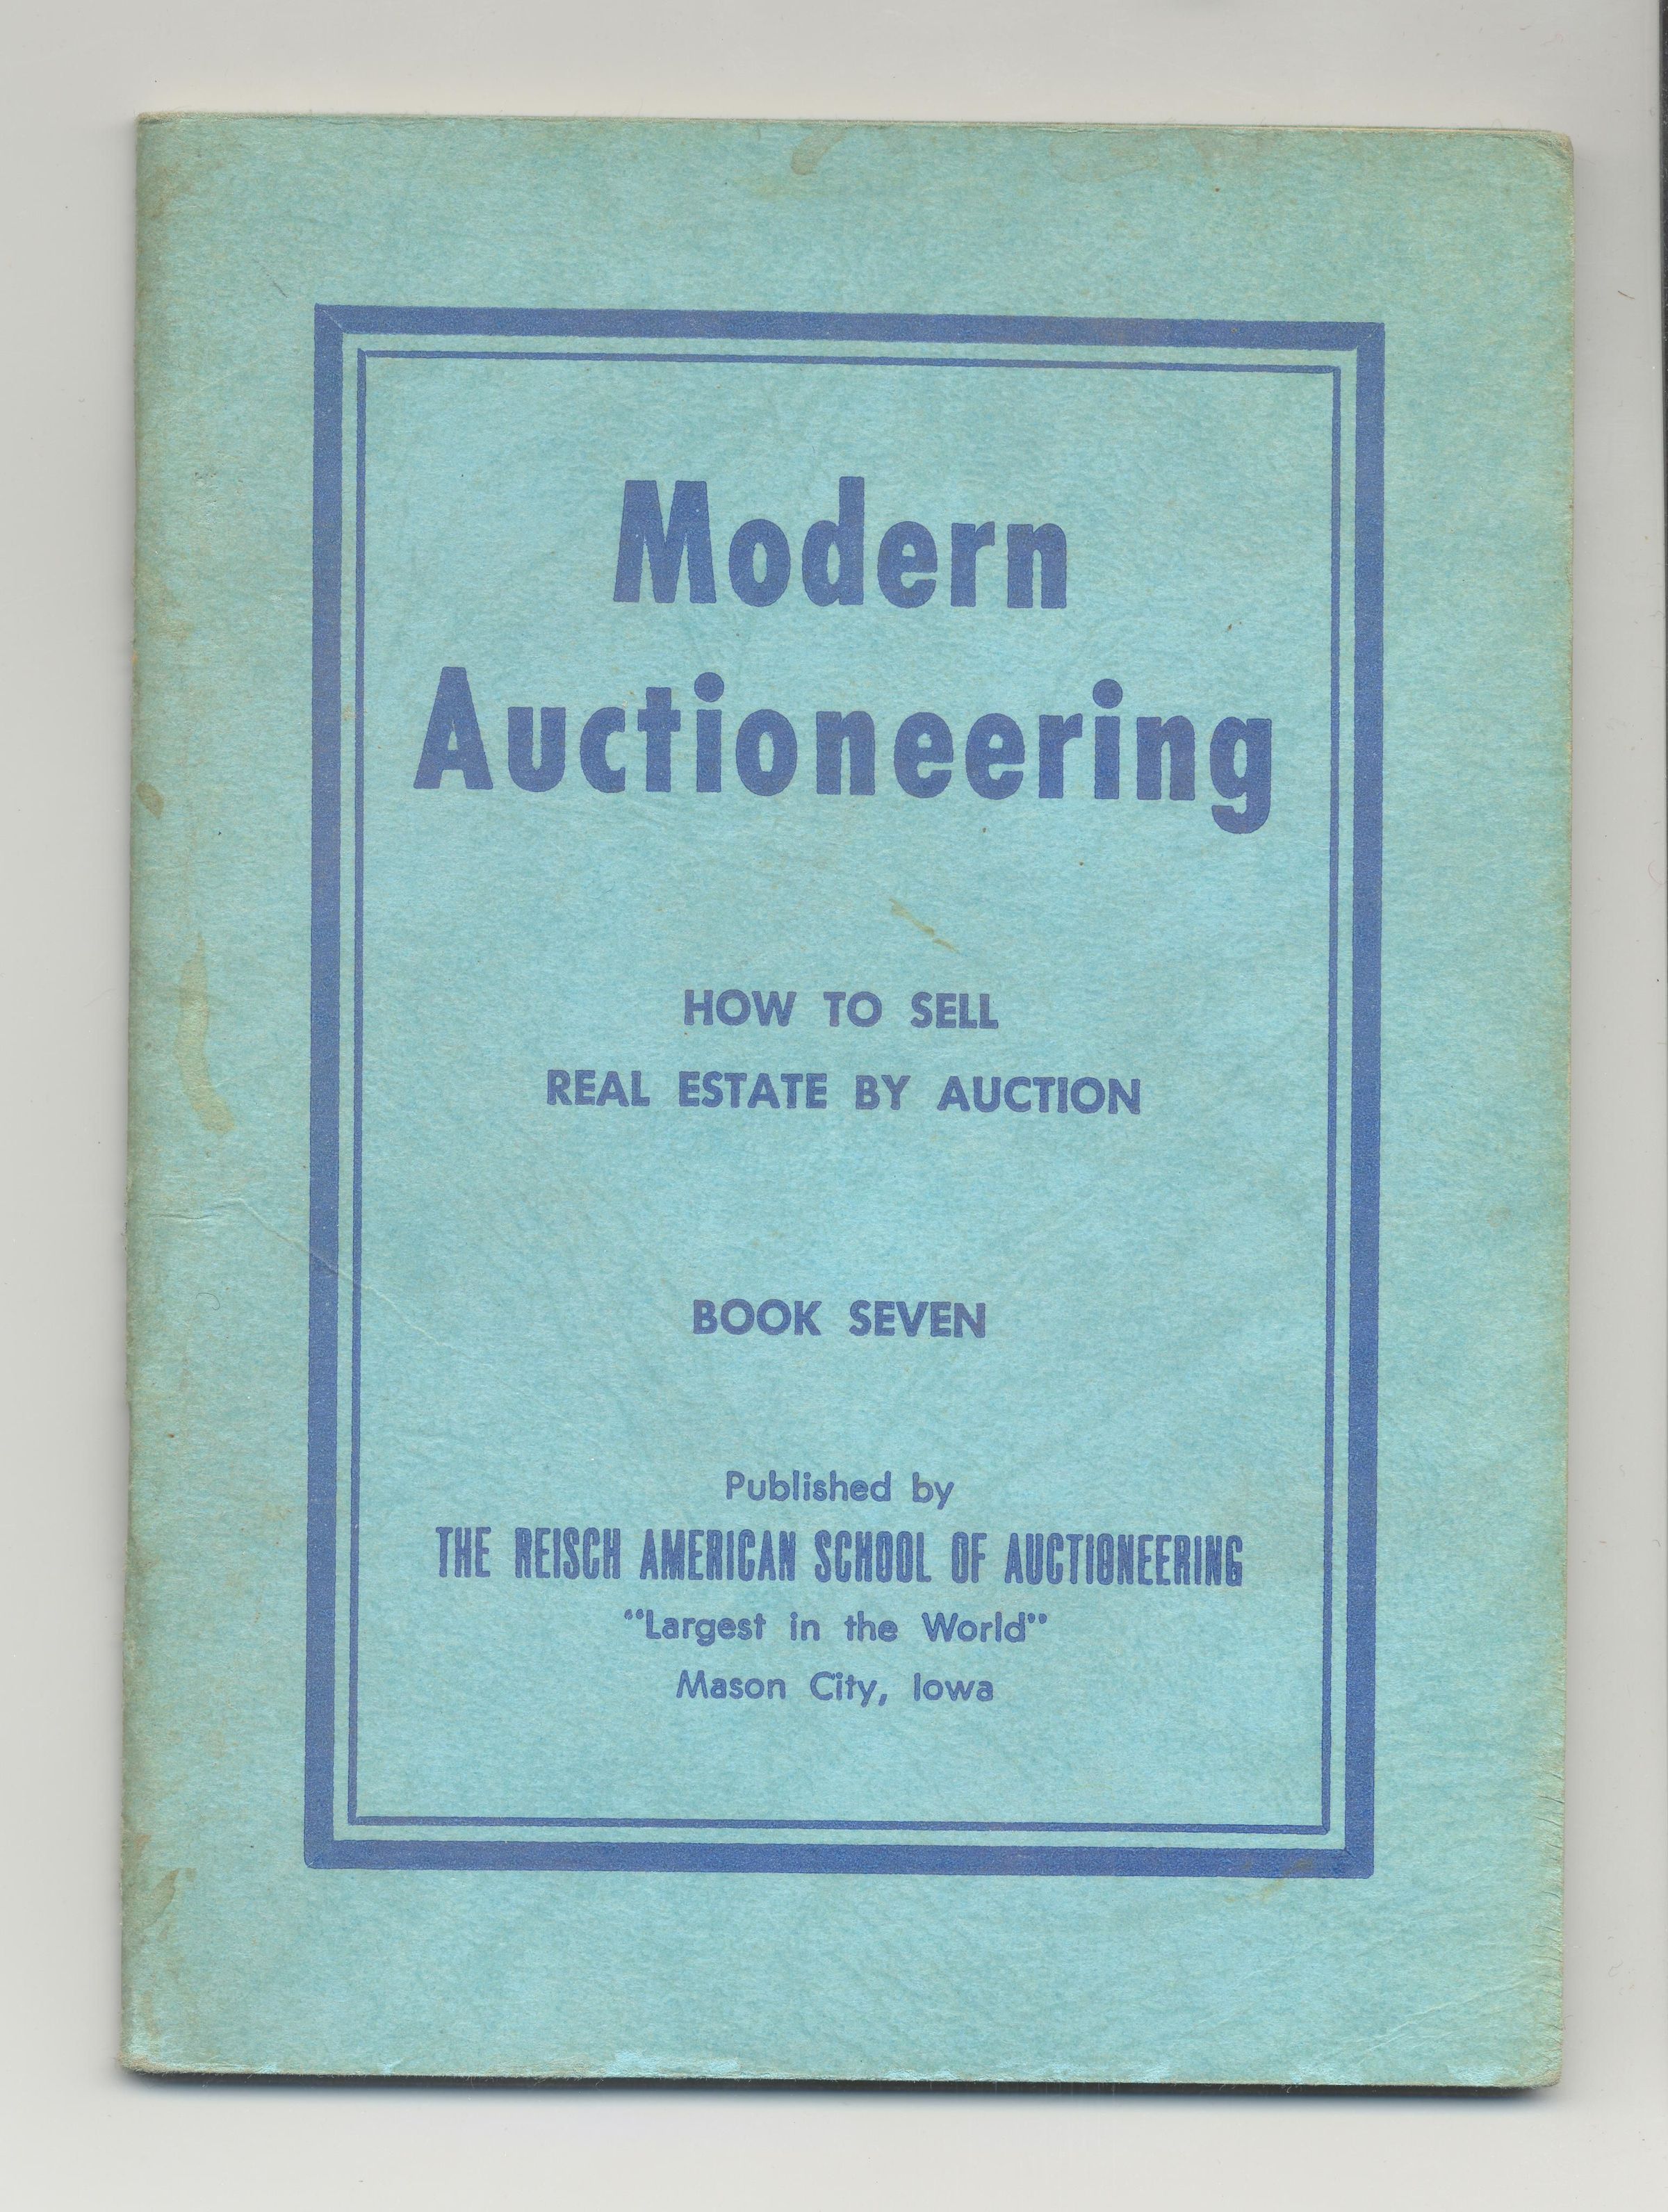 Modern
Auctioneering
HOW TO SELL
REAL ESTATE BY AUCTION
BOOK SEVEN
Published by
THE REISCH AMERICAN SCHOOL OF AUCTIONEERING
"Largest in the World"
Mason City, Iowa